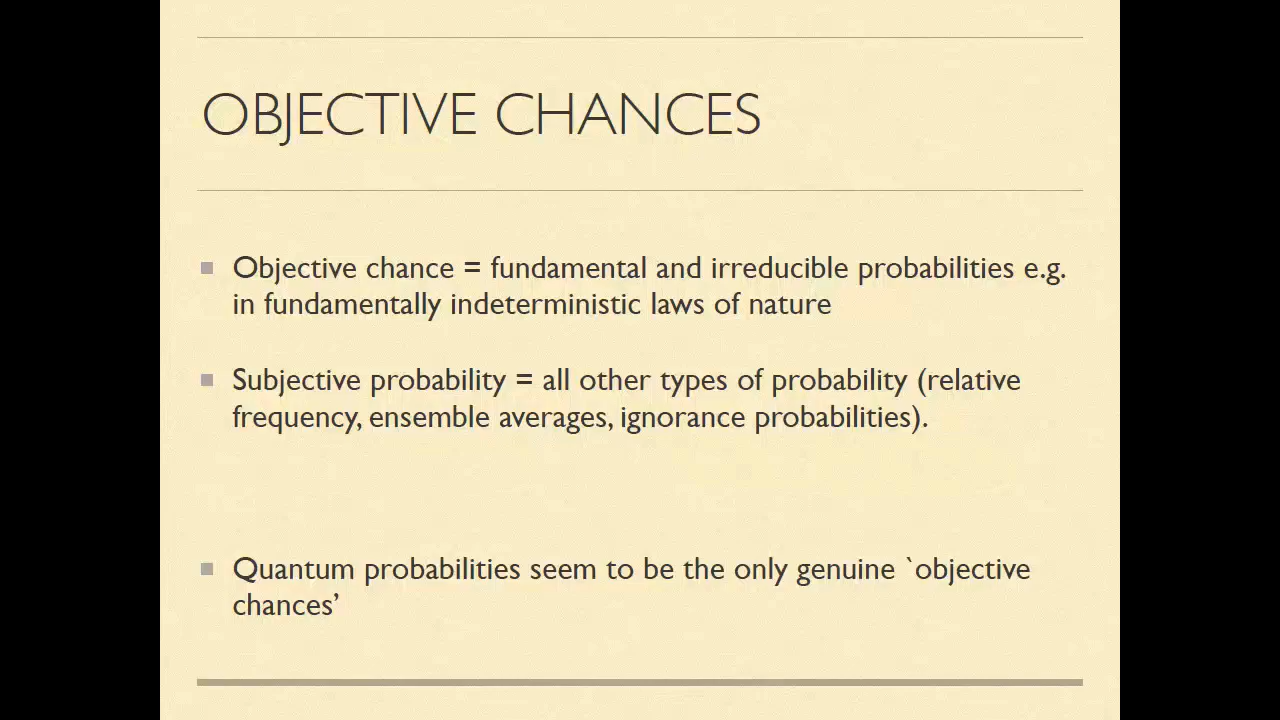 OBJECTIVE CHANCES
Objective chance = fundamental and irreducible probabilities e.g.
in fundamentally indeterministic laws of nature
Subjective probability = all other types of probability (relative
frequency, ensemble averages, ignorance probabilities).
Quantum probabilities seem to be the only genuine `objective
chances’